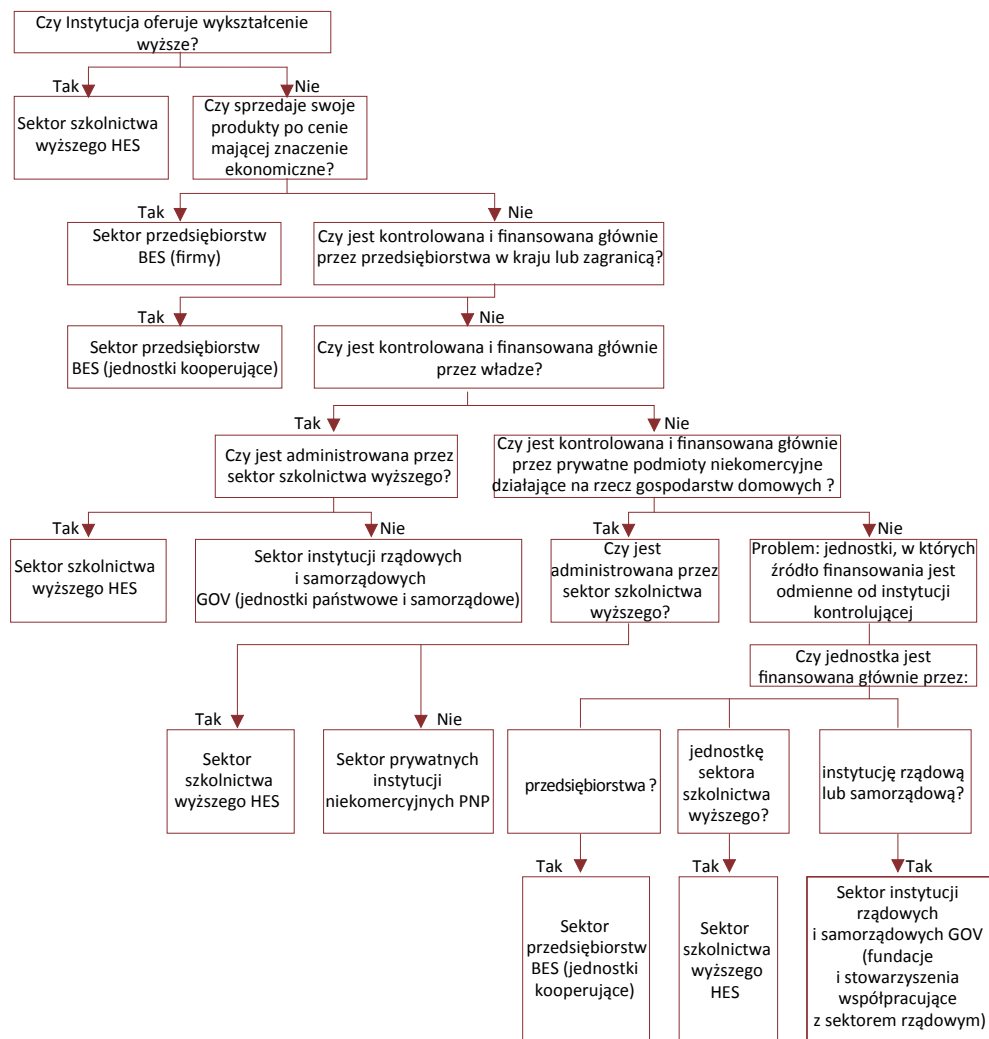 Czy Instytucja oferuje wykształcenie
wyższe?
Tak
Nie
Sektor szkolnictwa
wyższego HES
Czy sprzedaje swoje
produkty po cenie
mającej znaczenie
ekonomiczne?
Tak
Nie
Sektor przedsiębiorstw
BES (firmy)
Czy jest kontrolowana i finansowana głównie
przez przedsiębiorstwa w kraju lub zagranicą?
Tak
Nie
Sektor przedsiębiorstw
BES (jednostki kooperujące)
Czy jest kontrolowana i finansowana głównie
przez władze?
Tak
Nie
Czy jest administrowana przez
sektor szkolnictwa wyższego?
Czy jest kontrolowana i finansowana głównie
przez prywatne podmioty niekomercyjne
działające na rzecz gospodarstw domowych ?
Tak
Nie
Tak
Nie
Sektor szkolnictwa
wyższego HES
Sektor instytucji rządowych
i samorządowych
GOV (jednostki państwowe i samorządowe)
Czy jest
administrowana przez
sektor szkolnictwa
wyższego?
Problem: jednostki, w których
źródło finansowania jest
odmienne od instytucji
kontrolującej
Czy jednostka jest
finansowana głównie przez:
Tak
Nie
Sektor
szkolnictwa
wyższego HES
Sektor prywatnych
instytucji
niekomercyjnych PNP
przedsiębiorstwa ?
jednostkę
sektora
szkolnictwa
wyższego?
instytucję rządową
lub samorządową?
Tak
Tak
Tak
Sektor
przedsiębiorstw
BES (jednostki
kooperujące)
Sektor
szkolnictwa
wyższego
HES
Sektor instytucji
rządowych
i samorządowych GOV
(fundacje
i stowarzyszenia
współpracujące
z sektorem rządowym)